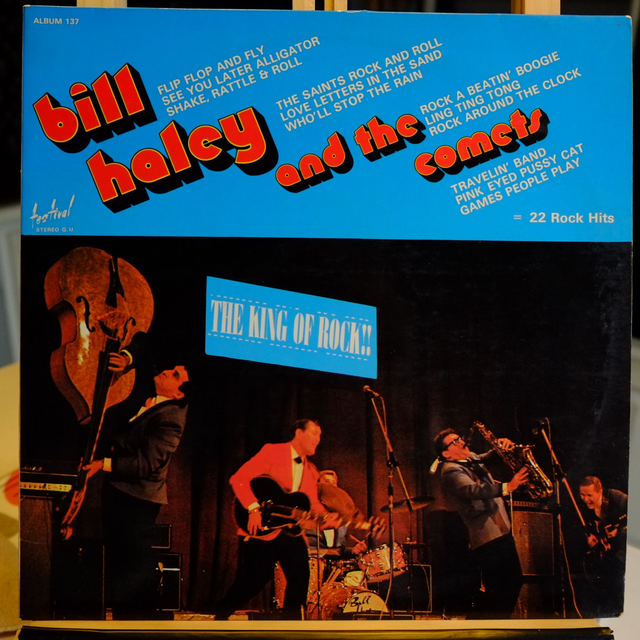 ALBUM 137
bill
haley
and the
comets
FLIP FLOP AND FLY
SEE YOU LATER ALLIGATOR
SHAKE, RATTLE & ROLL
THE SAINTS ROCK AND ROLL
LOVE LETTERS IN THE SAND
WHO'LL STOP THE RAIN
ROCK A BEATIN' BOOGIE
LING TING TONG
ROCK AROUND THE CLOCK
TRAVELIN' BAND
PINK EYED PUSSY CAT
GAMES PEOPLE PLAY
= 22 Rock Hits
festival
STEREO G.U.
THE KING OF ROCK!!
Bill